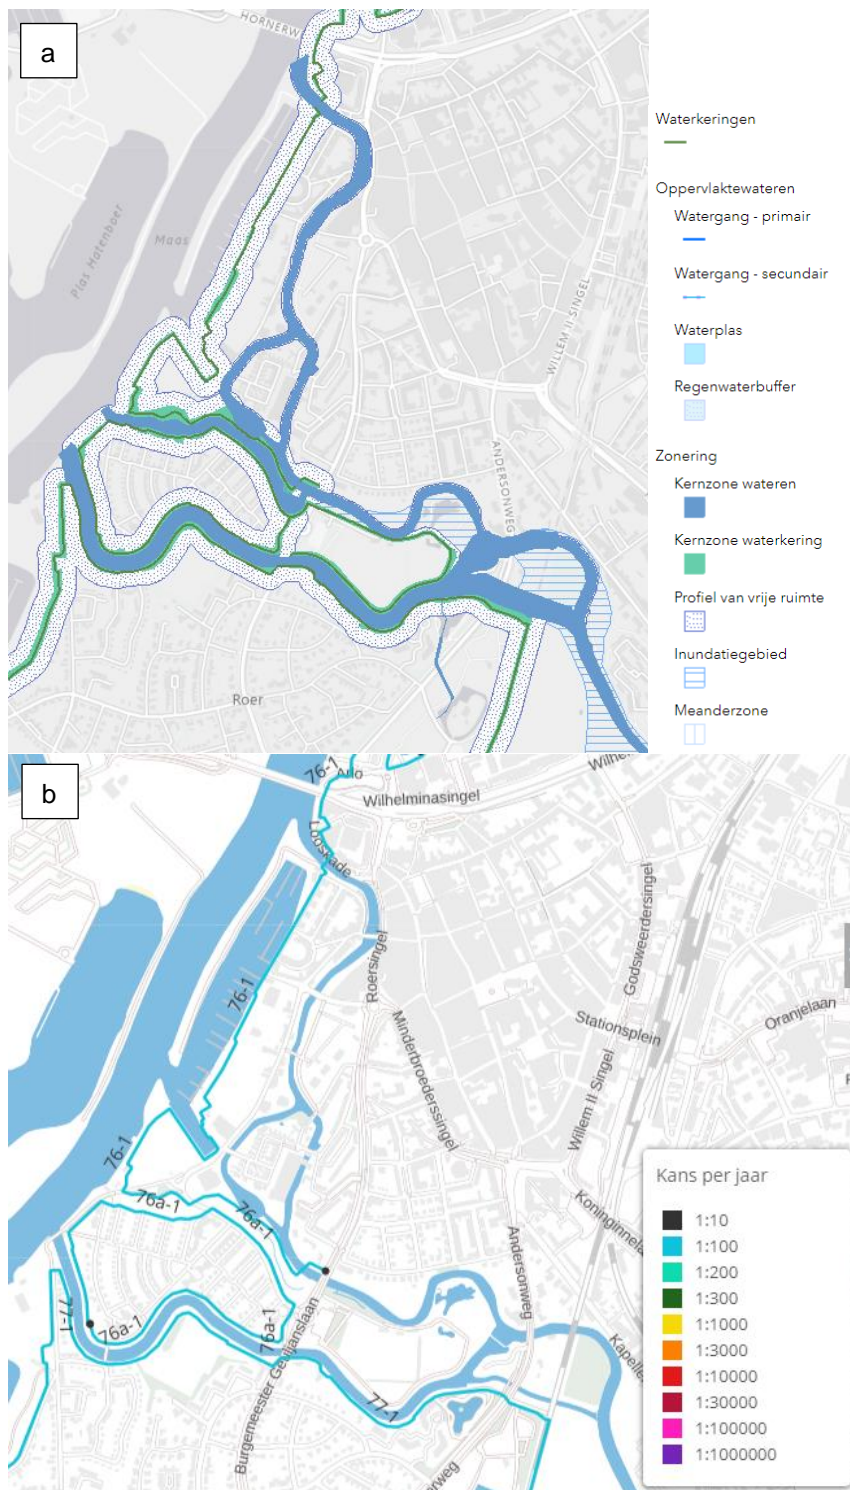 a
HORNERW
Plas Hatenboer
Maas
WILLEM II SINGEL
ANDERSONWEG
Roer
Waterkeringen
Oppervlaktewateren
Watergang - primair
Watergang - secundair
Waterplas
Regenwaterbuffer
Zonering
Kernzone wateren
Kernzone waterkering
Profiel van vrije ruimte
Inundatiegebied
Meanderzone
b
76-1
Arlo
Wilhelminasingel
Wilhe
Looskade
Roersingel
Godsweerdersingel
76-1
Oranjelaan
Stationsplein
Minderbroederssingel
Willem II Singel
76-1
76a-1
76a-1
Koninginnela
Andersonweg
77-1
76a-1
76a-1
Burgemeester Geuljanslaan
Kapelle
77-1
rweg
Kans per jaar
1:10
1:100
1:200
1:300
1:1000
1:3000
1:10000
1:30000
1:100000
1:1000000